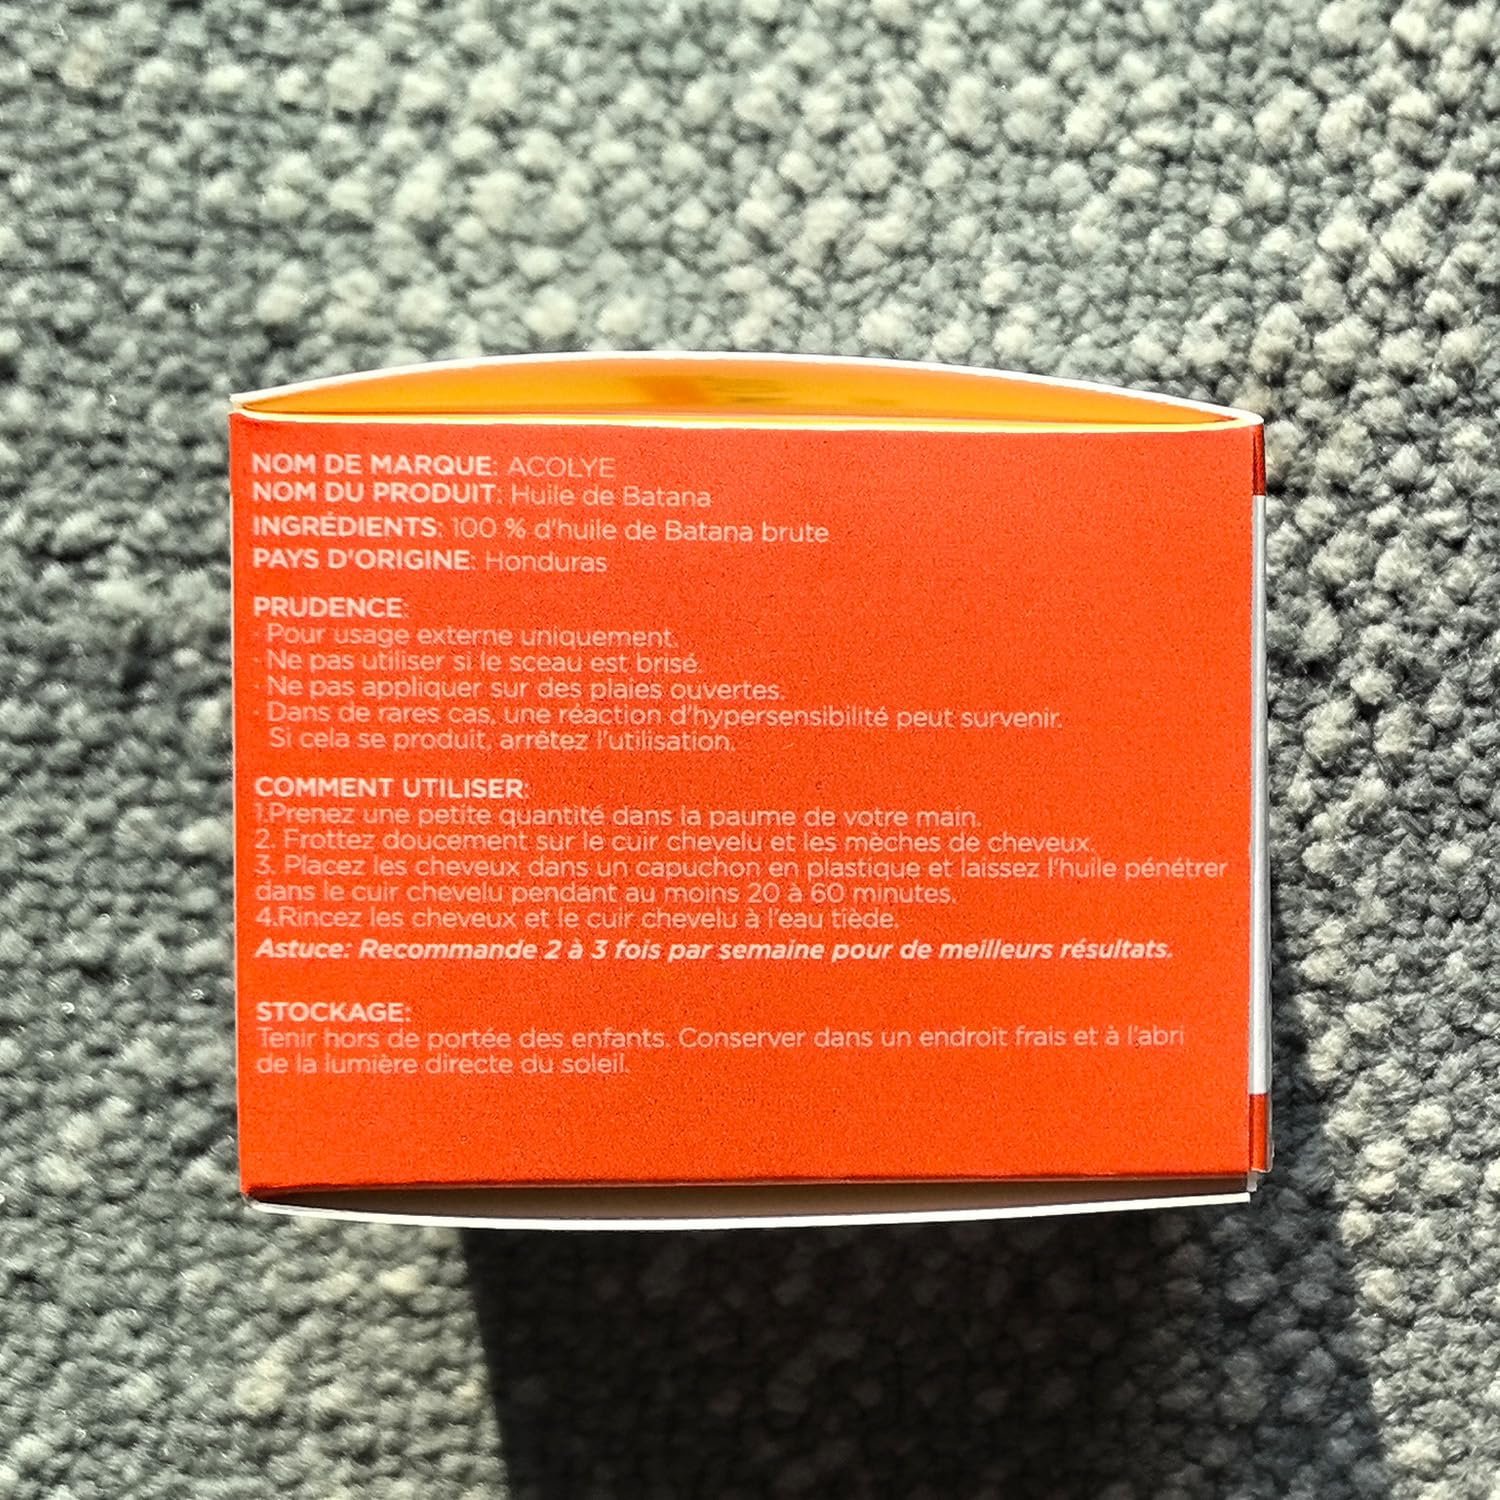 NOM DE MARQUE: ACOLYE
NOM DU PRODUIT: Huile de Batana
INGRÉDIENTS: 100 % d'huile de Batana brute
PAYS D'ORIGINE: Honduras
PRUDENCE:
· Pour usage externe uniquement.
· Ne pas utiliser si le sceau est brisé.
· Ne pas appliquer sur des plaies ouvertes.
· Dans de rares cas, une réaction d'hypersensibilité peut survenir.
Si cela se produit, arrêtez l'utilisation.
COMMENT UTILISER:
1.Prenez une petite quantité dans la paume de votre main.
2. Frottez doucement sur le cuir chevelu et les mèches de cheveux.
3. Placez les cheveux dans un capuchon en plastique et laissez l'huile pénétrer
dans le cuir chevelu pendant au moins 20 à 60 minutes.
4.Rincez les cheveux et le cuir chevelu à l'eau tiède.
Astuce: Recommande 2 à 3 fois par semaine pour de meilleurs résultats.
STOCKAGE:
Tenir hors de portée des enfants. Conserver dans un endroit frais et à l'abri
de la lumière directe du soleil.